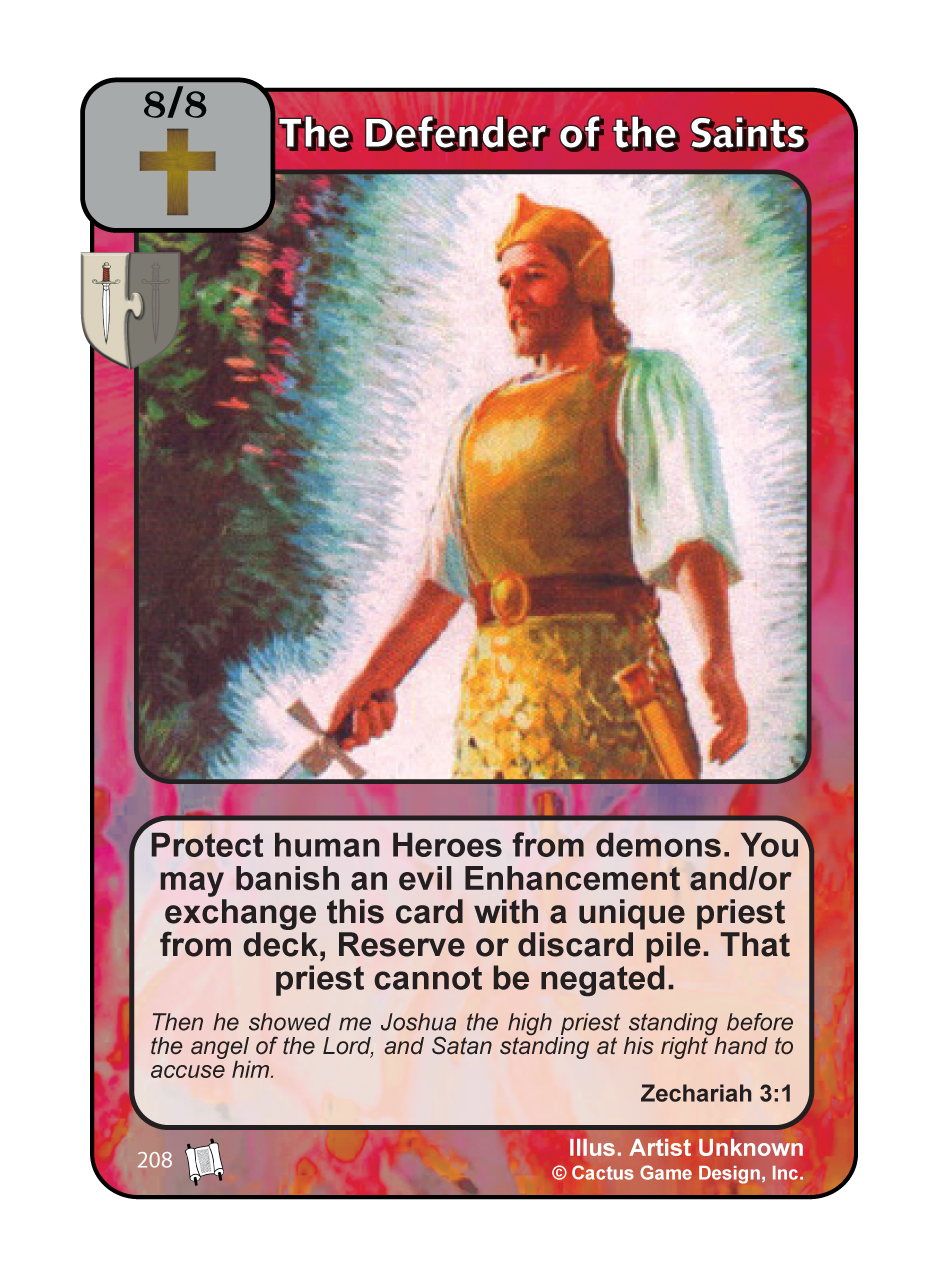 8/8
The Defender of the Saints
Protect human Heroes from demons. You
may banish an evil Enhancement and/or
exchange this card with a unique priest
from deck, Reserve or discard pile. That
priest cannot be negated.
Then he showed me Joshua the high priest standing before
the angel of the Lord, and Satan standing at his right hand to
accuse him.
Zechariah 3:1
208
Illus. Artist Unknown
© Cactus Game Design, Inc.